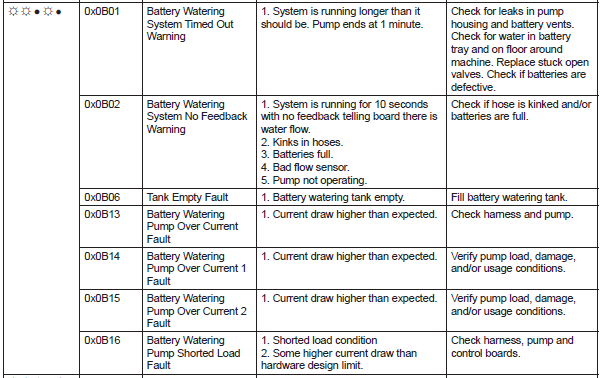 0x0B01
Battery Watering
System Timed Out
Warning
1. System is running longer than it
should be. Pump ends at 1 minute.
Check for leaks in pump
housing and battery vents.
Check for water in battery
tray and on floor around
machine. Replace stuck open
valves. Check if batteries are
defective.
0x0B02
Battery Watering
System No Feedback
Warning
1. System is running for 10 seconds
with no feedback telling board there is
water flow.
2. Kinks in hoses.
3. Batteries full.
4. Bad flow sensor.
5. Pump not operating.
Check if hose is kinked and/or
batteries are full.
0x0B06
Tank Empty Fault
1. Battery watering tank empty.
Fill battery watering tank.
0x0B13
Battery Watering
Pump Over Current
Fault
1. Current draw higher than expected.
Check harness and pump.
0x0B14
Battery Watering
Pump Over Current 1
Fault
1. Current draw higher than expected.
Verify pump load, damage,
and/or usage conditions.
0x0B15
Battery Watering
Pump Over Current 2
Fault
1. Current draw higher than expected.
Verify pump load, damage,
and/or usage conditions.
0x0B16
Battery Watering
Pump Shorted Load
Fault
1. Shorted load condition
2. Some higher current draw than
hardware design limit.
Check harness, pump and
control boards.